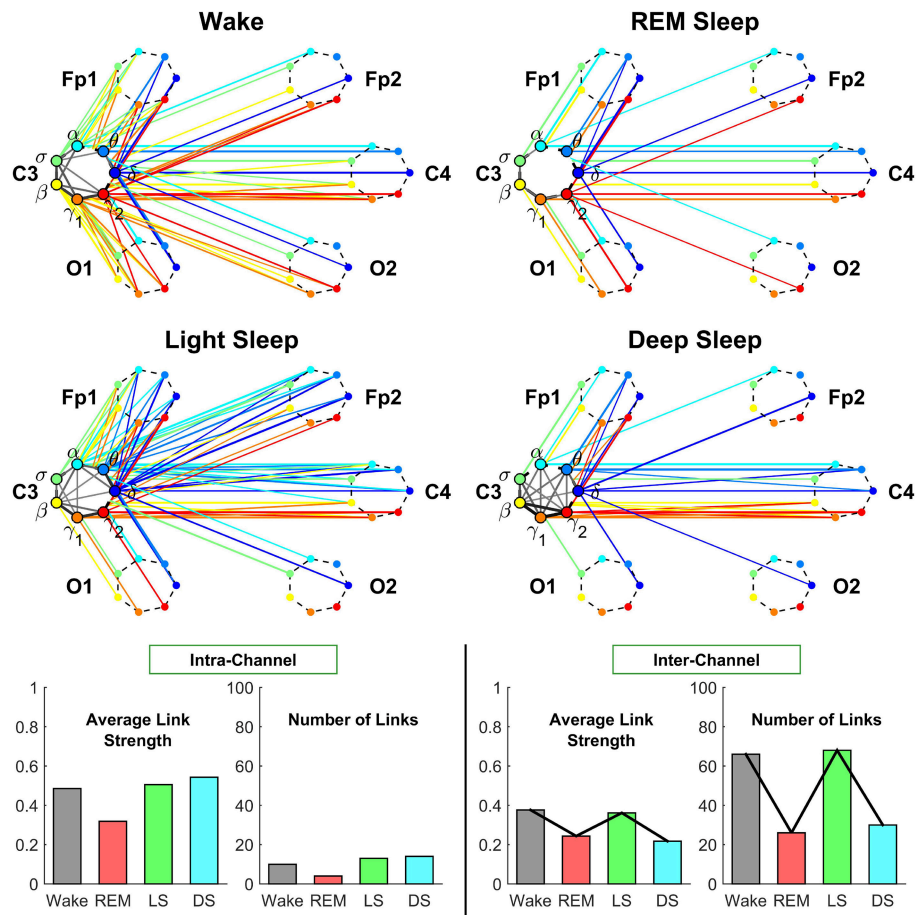 Wake
REM Sleep
Fp1
Fp2
Fp1
Fp2
α
θ
α
θ
σ
σ
C3
δ
C4
C3
δ
C4
β
β
γ1
γ2
γ1
γ2
O1
O2
O1
O2
Light Sleep
Deep Sleep
Fp1
Fp2
Fp1
Fp2
α
θ
α
θ
σ
σ
C3
δ
C4
C3
δ
C4
β
β
γ1
γ2
γ1
γ2
O1
O2
O1
O2
Intra-Channel
Inter-Channel
1
0.8
0.6
0.4
0.2
0
Average Link
Strength
Wake REM LS DS
100
80
60
40
20
0
Number of Links
Wake REM LS DS
1
0.8
0.6
0.4
0.2
0
Average Link
Strength
Wake REM LS DS
100
80
60
40
20
0
Number of Links
Wake REM LS DS